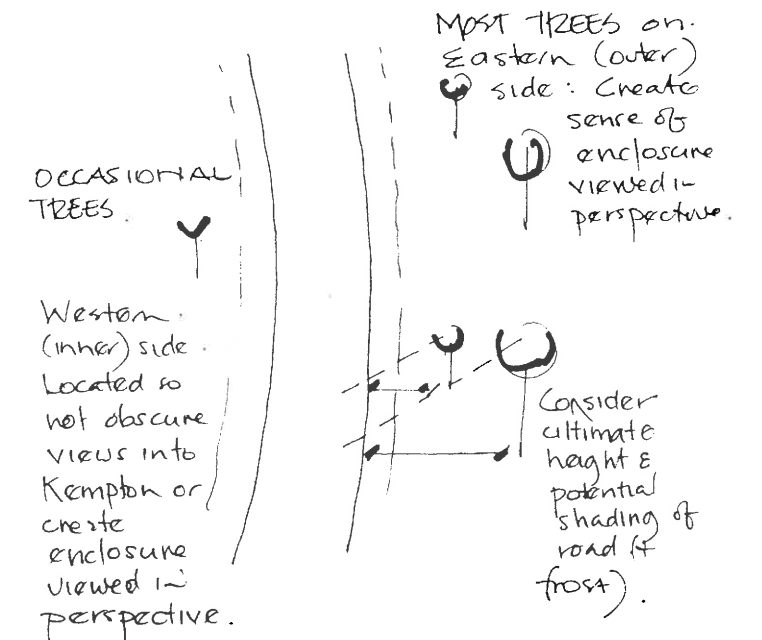 MOST TREES on.
Eastern (outer)
side : Create
sense of
enclosure
viewed in
perspective.
OCCASIONAL
TREES.
Western.
(inner) side.
Located so
not obscure
views into
Kempton or
create
enclosure
viewed in
perspective.
Consider
ultimate
height &
potential
shading of
road (+
frost).